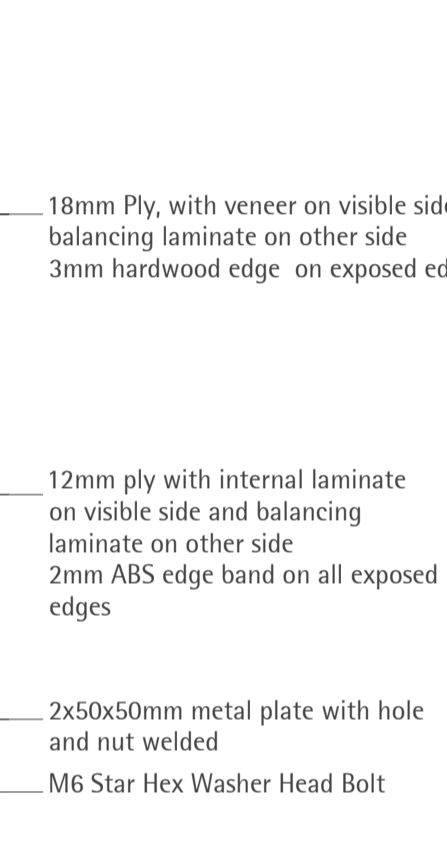 18mm Ply, with veneer on visible
balancing laminate on other side
3mm hardwood edge on exposed
12mm ply with internal laminate
on visible side and balancing
laminate on other side
2mm ABS edge band on all exposed
edges
2x50x50mm metal plate with hole
and nut welded
M6 Star Hex Washer Head Bolt